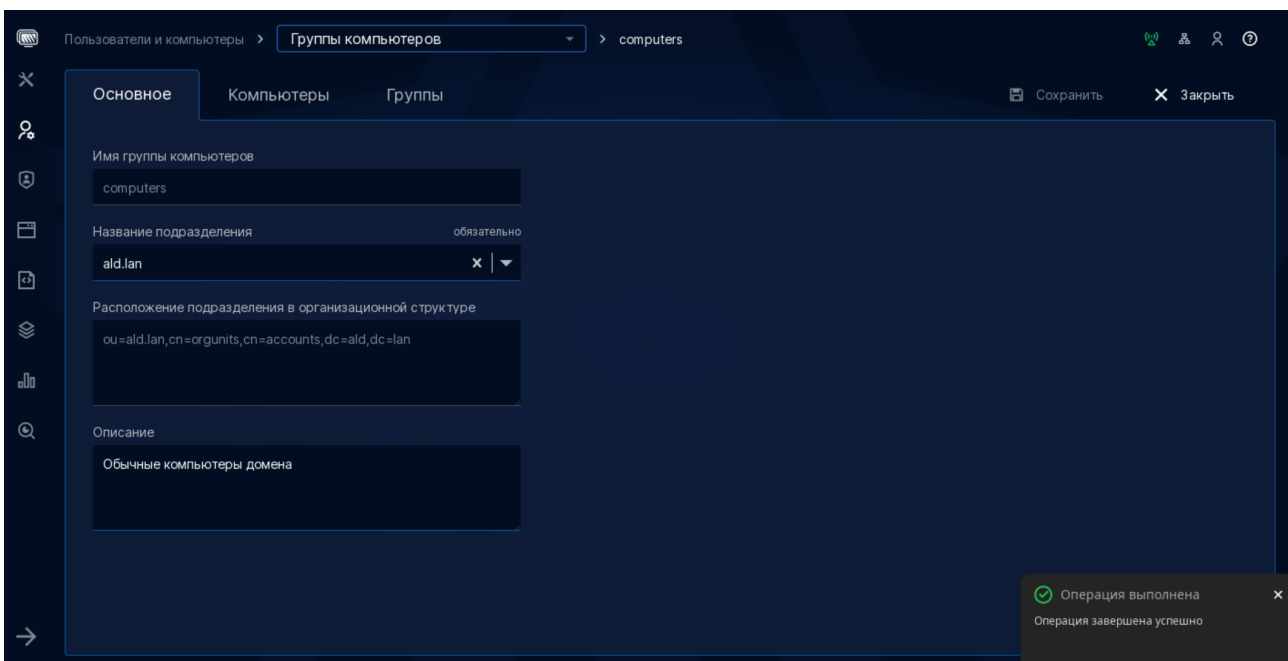 Пользователи и компьютеры > Группы компьютеров > computers
Основное Компьютеры Группы Сохранить Закрыть
Имя группы компьютеров
computers
Название подразделения обязательно
ald.lan
Расположение подразделения в организационной структуре
ou=ald.lan,cn=orgunits,cn=accounts,dc=ald,dc=lan
Описание
Обычные компьютеры домена
Операция выполнена
Операция завершена успешно